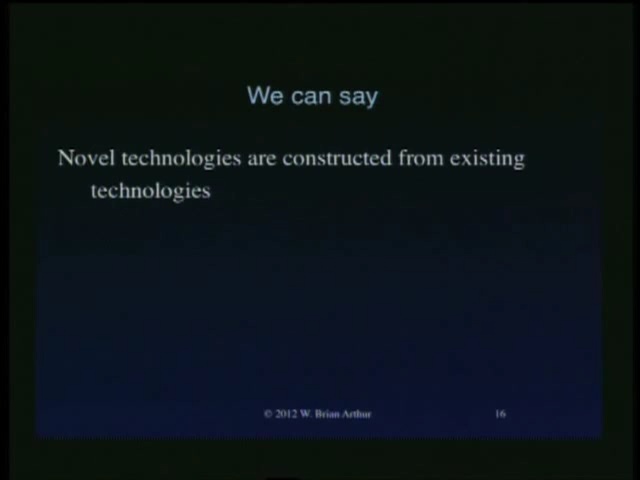 We can say
Novel technologies are constructed from existing
technologies
© 2012 W. Brian Arthur
16